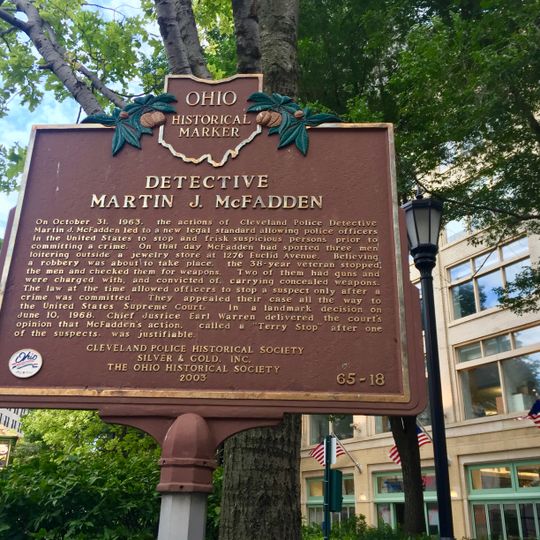 OHIO
HISTORICAL
MARKER
DETECTIVE
MARTIN J. McFADDEN
On October 31, 1963, the actions of Cleveland Police Detective
Martin J. McFadden led to a new legal standard allowing police officers
in the United States to stop and frisk suspicious persons prior to
committing a crime. On that day McFadden had spotted three men
loitering outside a jewelry store at 1276 Euclid Avenue. Believing
a robbery was about to take place, the 38-year veteran stopped
the men and checked them for weapons. Two of them had guns and
were charged with, and convicted of, carrying concealed weapons.
The law at the time allowed officers to stop a suspect only after a
crime was committed. They appealed their case all the way to
the United States Supreme Court. In a landmark decision on
June 10, 1968, Chief Justice Earl Warren delivered the court's
opinion that McFadden's action, called a "Terry Stop" after one
of the suspects, was justifiable.
CLEVELAND POLICE HISTORICAL SOCIETY
SILVER & GOLD, INC.
THE OHIO HISTORICAL SOCIETY
2003
65-18
Ohio